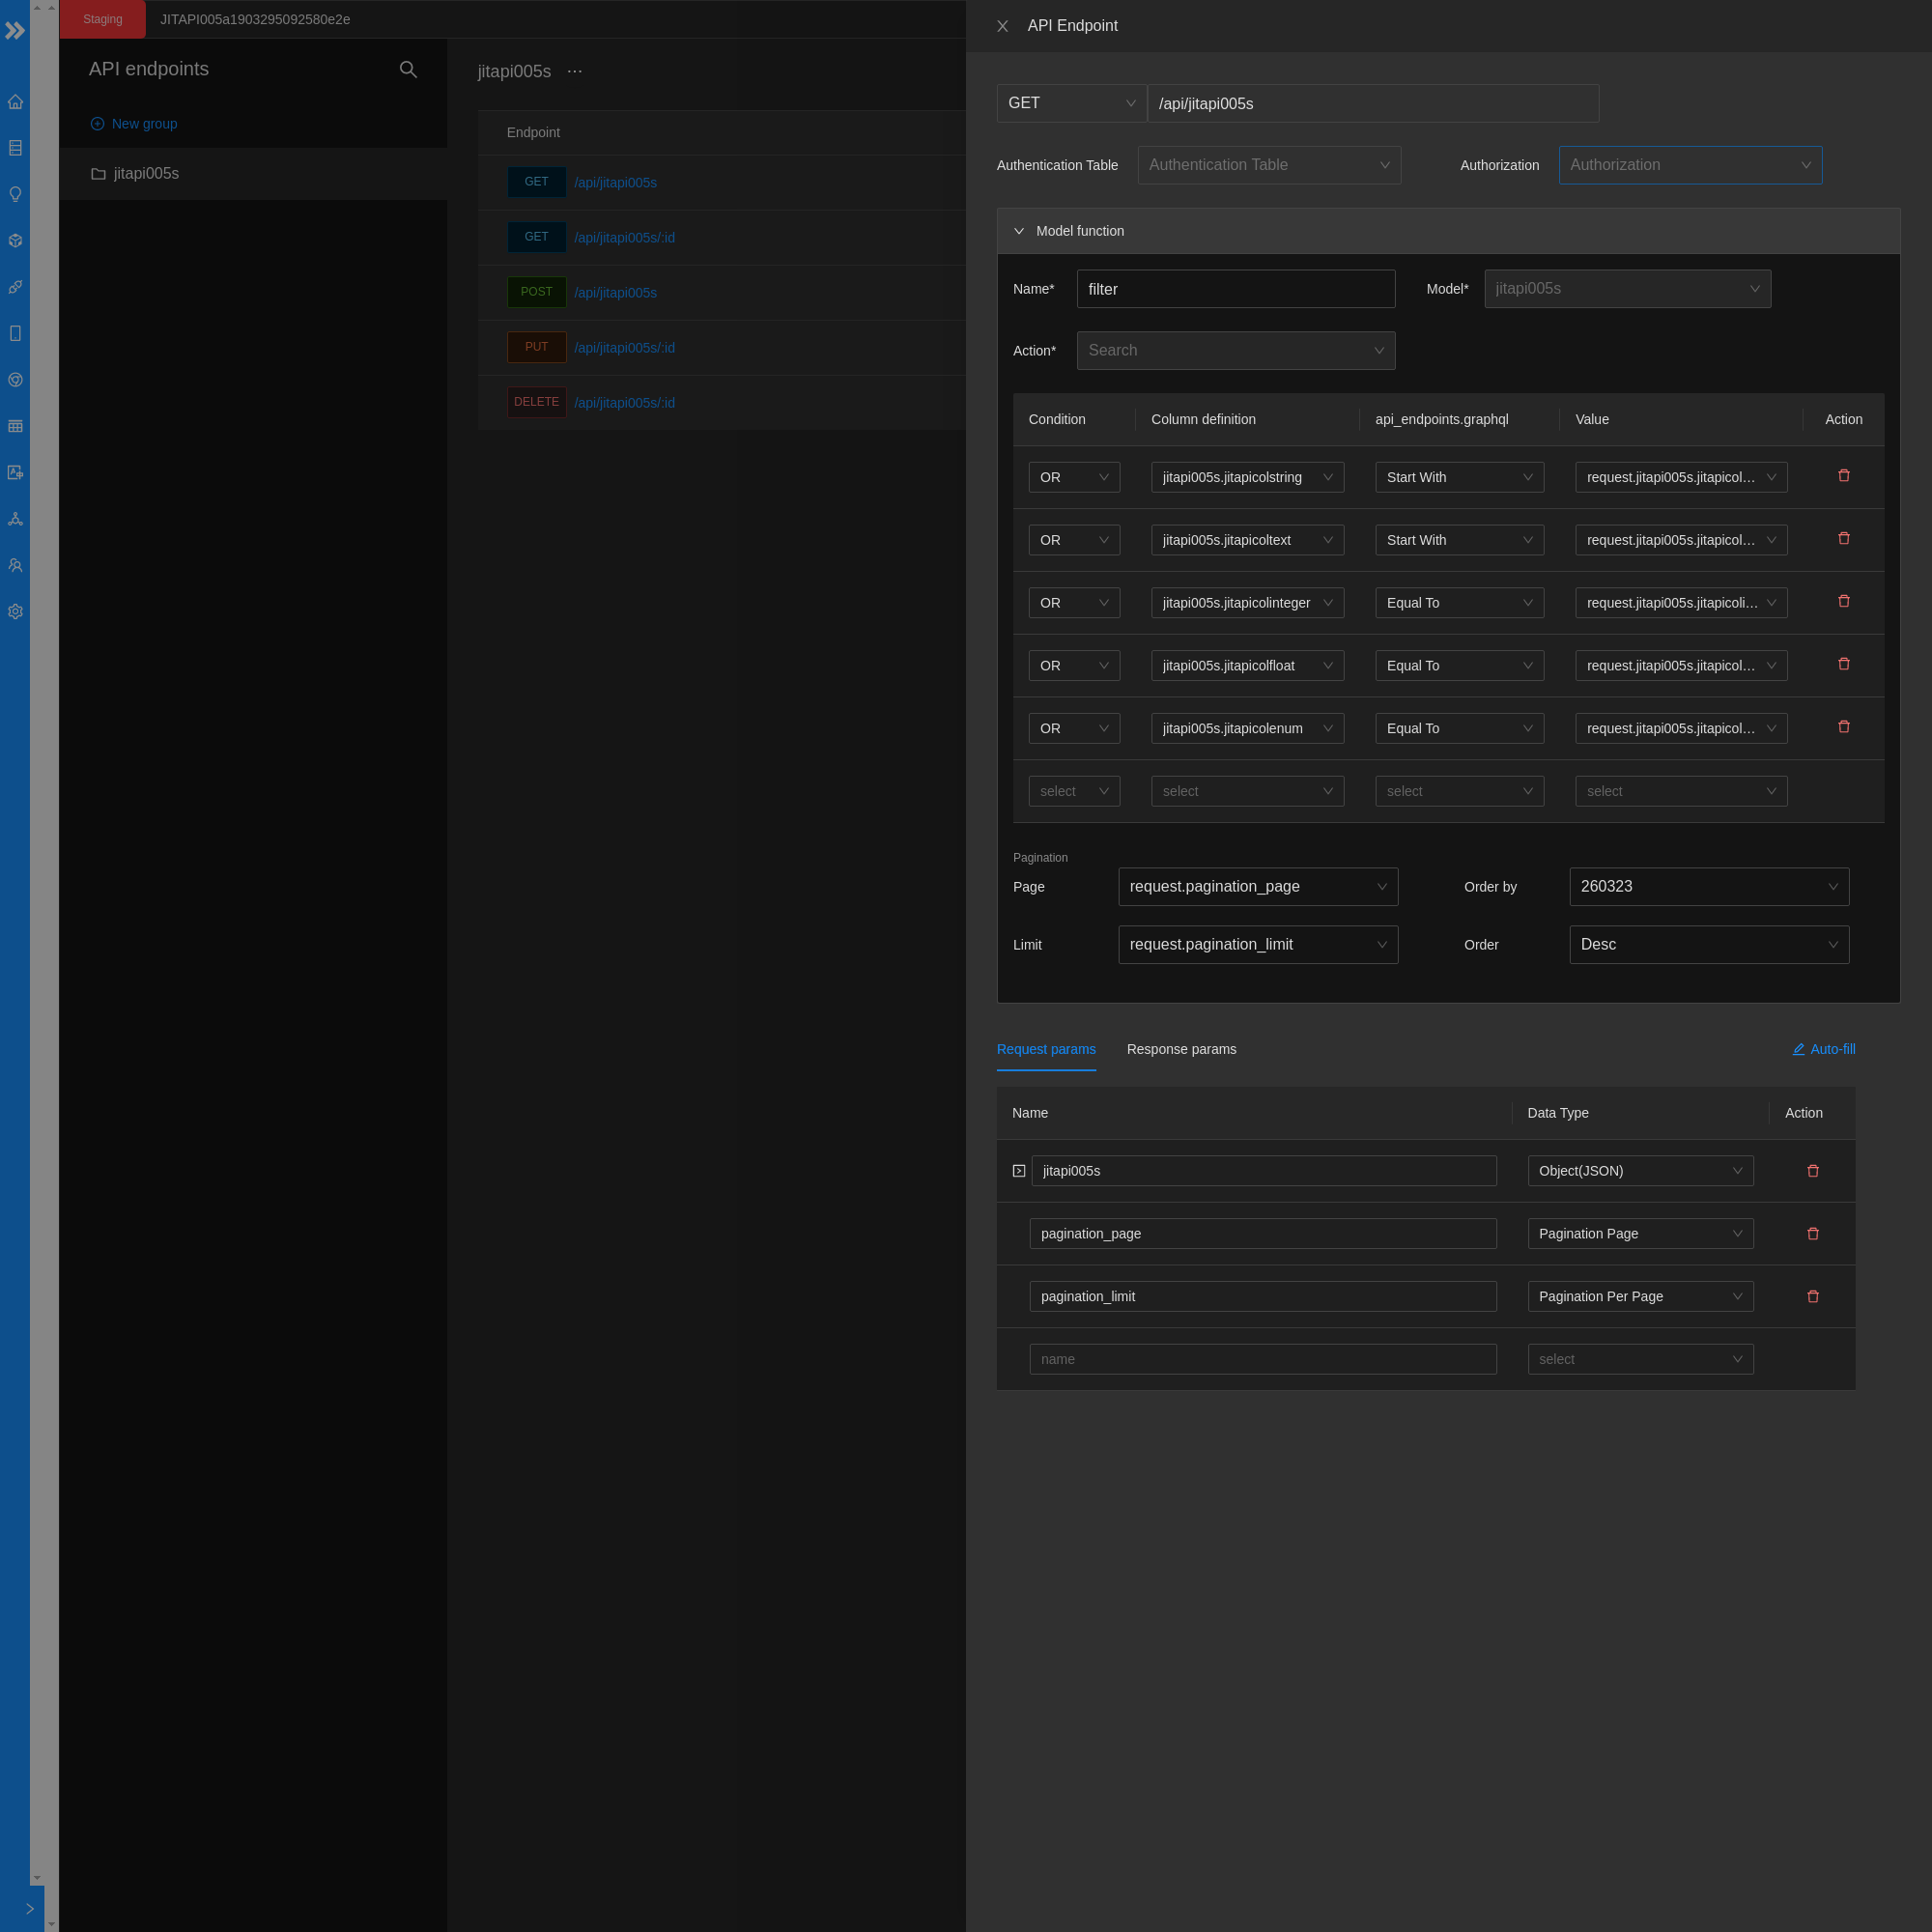 Staging
JITAPI005a1903295092580e2e
API endpoints
New group
jitapi005s
jitapi005s ...
Endpoint
GET /api/jitapi005s
GET /api/jitapi005s/:id
POST /api/jitapi005s
PUT /api/jitapi005s/:id
DELETE /api/jitapi005s/:id
API Endpoint
GET /api/jitapi005s
Authentication Table Authentication Table Authorization Authorization
Model function
Name* filter Model* jitapi005s
Action* Search
Condition Column definition api_endpoints.graphql Value Action
OR jitapi005s.jitapicolstring Start With request.jitapi005s.jitapicol...
OR jitapi005s.jitapicoltext Start With request.jitapi005s.jitapicol...
OR jitapi005s.jitapicolinteger Equal To request.jitapi005s.jitapicoli...
OR jitapi005s.jitapicolfloat Equal To request.jitapi005s.jitapicol...
OR jitapi005s.jitapicolenum Equal To request.jitapi005s.jitapicol...
select select select select
Pagination
Page request.pagination_page Order by 260323
Limit request.pagination_limit Order Desc
Request params Response params Auto-fill
Name Data Type Action
jitapi005s Object(JSON)
pagination_page Pagination Page
pagination_limit Pagination Per Page
name select